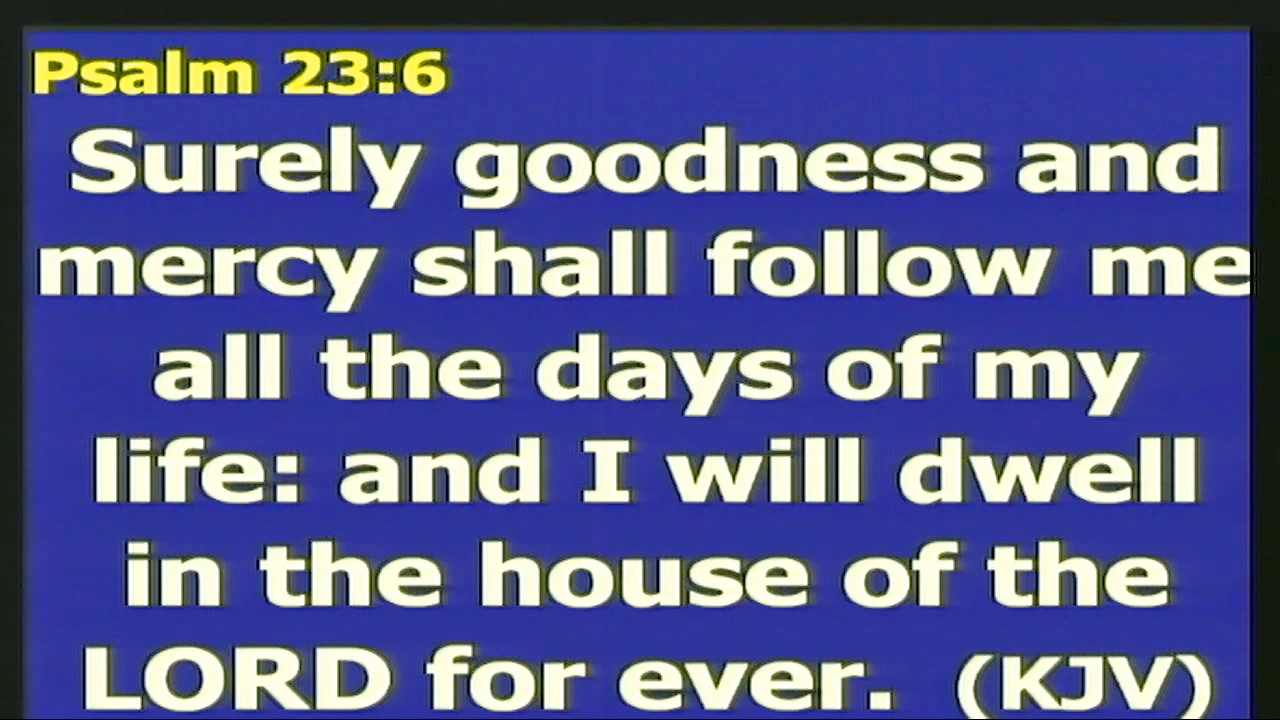 Psalm 23:6
Surely goodness and
mercy shall follow me
all the days of my
life: and I will dwell
in the house of the
LORD for ever. (KJV)